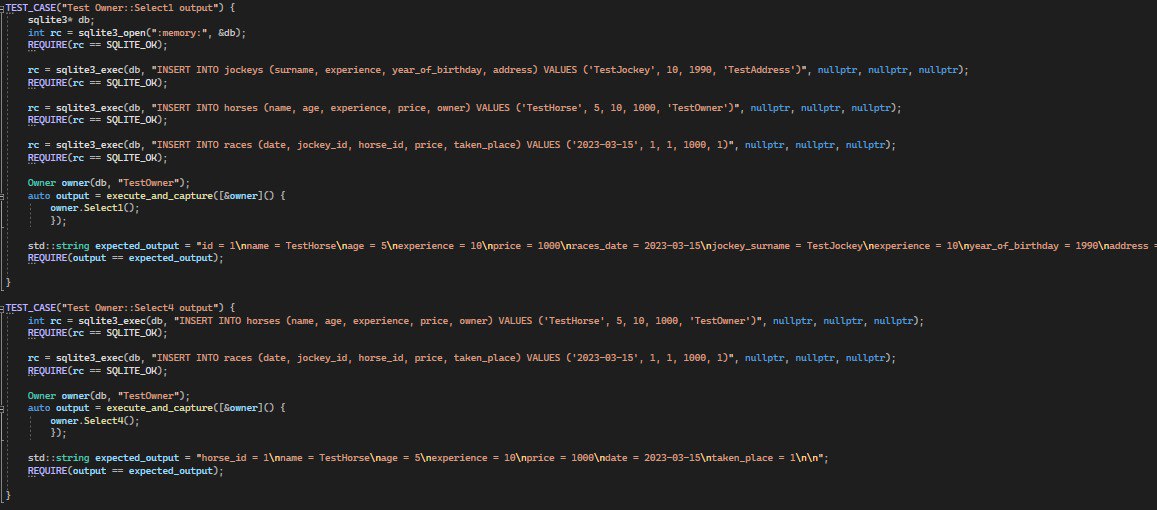 TEST_CASE("Test Owner::Select1 output") {
sqlite3* db;
int rc = sqlite3_open(":memory:", &db);
REQUIRE(rc == SQLITE_OK);
rc = sqlite3_exec(db, "INSERT INTO jockeys (surname, experience, year_of_birthday, address) VALUES ('TestJockey', 10, 1990, 'TestAddress')", nullptr, nullptr, nullptr);
REQUIRE(rc == SQLITE_OK);
rc = sqlite3_exec(db, "INSERT INTO horses (name, age, experience, price, owner) VALUES ('TestHorse', 5, 10, 1000, 'TestOwner')", nullptr, nullptr, nullptr);
REQUIRE(rc == SQLITE_OK);
rc = sqlite3_exec(db, "INSERT INTO races (date, jockey_id, horse_id, price, taken_place) VALUES ('2023-03-15', 1, 1, 1000, 1)", nullptr, nullptr, nullptr);
REQUIRE(rc == SQLITE_OK);
Owner owner(db, "TestOwner");
auto output = execute_and_capture([&owner]() {
owner.Select1();
});
std::string expected_output = "id = 1\nname = TestHorse\nage = 5\nexperience = 10\nprice = 1000\nraces_date = 2023-03-15\njockey_surname = TestJockey\nexperience = 10\nyear_of_birthday = 1990\naddress =
REQUIRE(output == expected_output);
}
TEST_CASE("Test Owner::Select4 output") {
int rc = sqlite3_exec(db, "INSERT INTO horses (name, age, experience, price, owner) VALUES ('TestHorse', 5, 10, 1000, 'TestOwner')", nullptr, nullptr, nullptr);
REQUIRE(rc == SQLITE_OK);
rc = sqlite3_exec(db, "INSERT INTO races (date, jockey_id, horse_id, price, taken_place) VALUES ('2023-03-15', 1, 1, 1000, 1)", nullptr, nullptr, nullptr);
REQUIRE(rc == SQLITE_OK);
Owner owner(db, "TestOwner");
auto output = execute_and_capture([&owner]() {
owner.Select4();
});
std::string expected_output = "horse_id = 1\nname = TestHorse\nage = 5\nexperience = 10\nprice = 1000\ndate = 2023-03-15\ntaken_place = 1\n\n";
REQUIRE(output == expected_output);
}